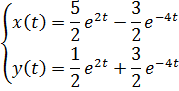 x(t) = 5/2 e^{2t} − 3/2 e^{−4t}
y(t) = 1/2 e^{2t} + 3/2 e^{−4t}